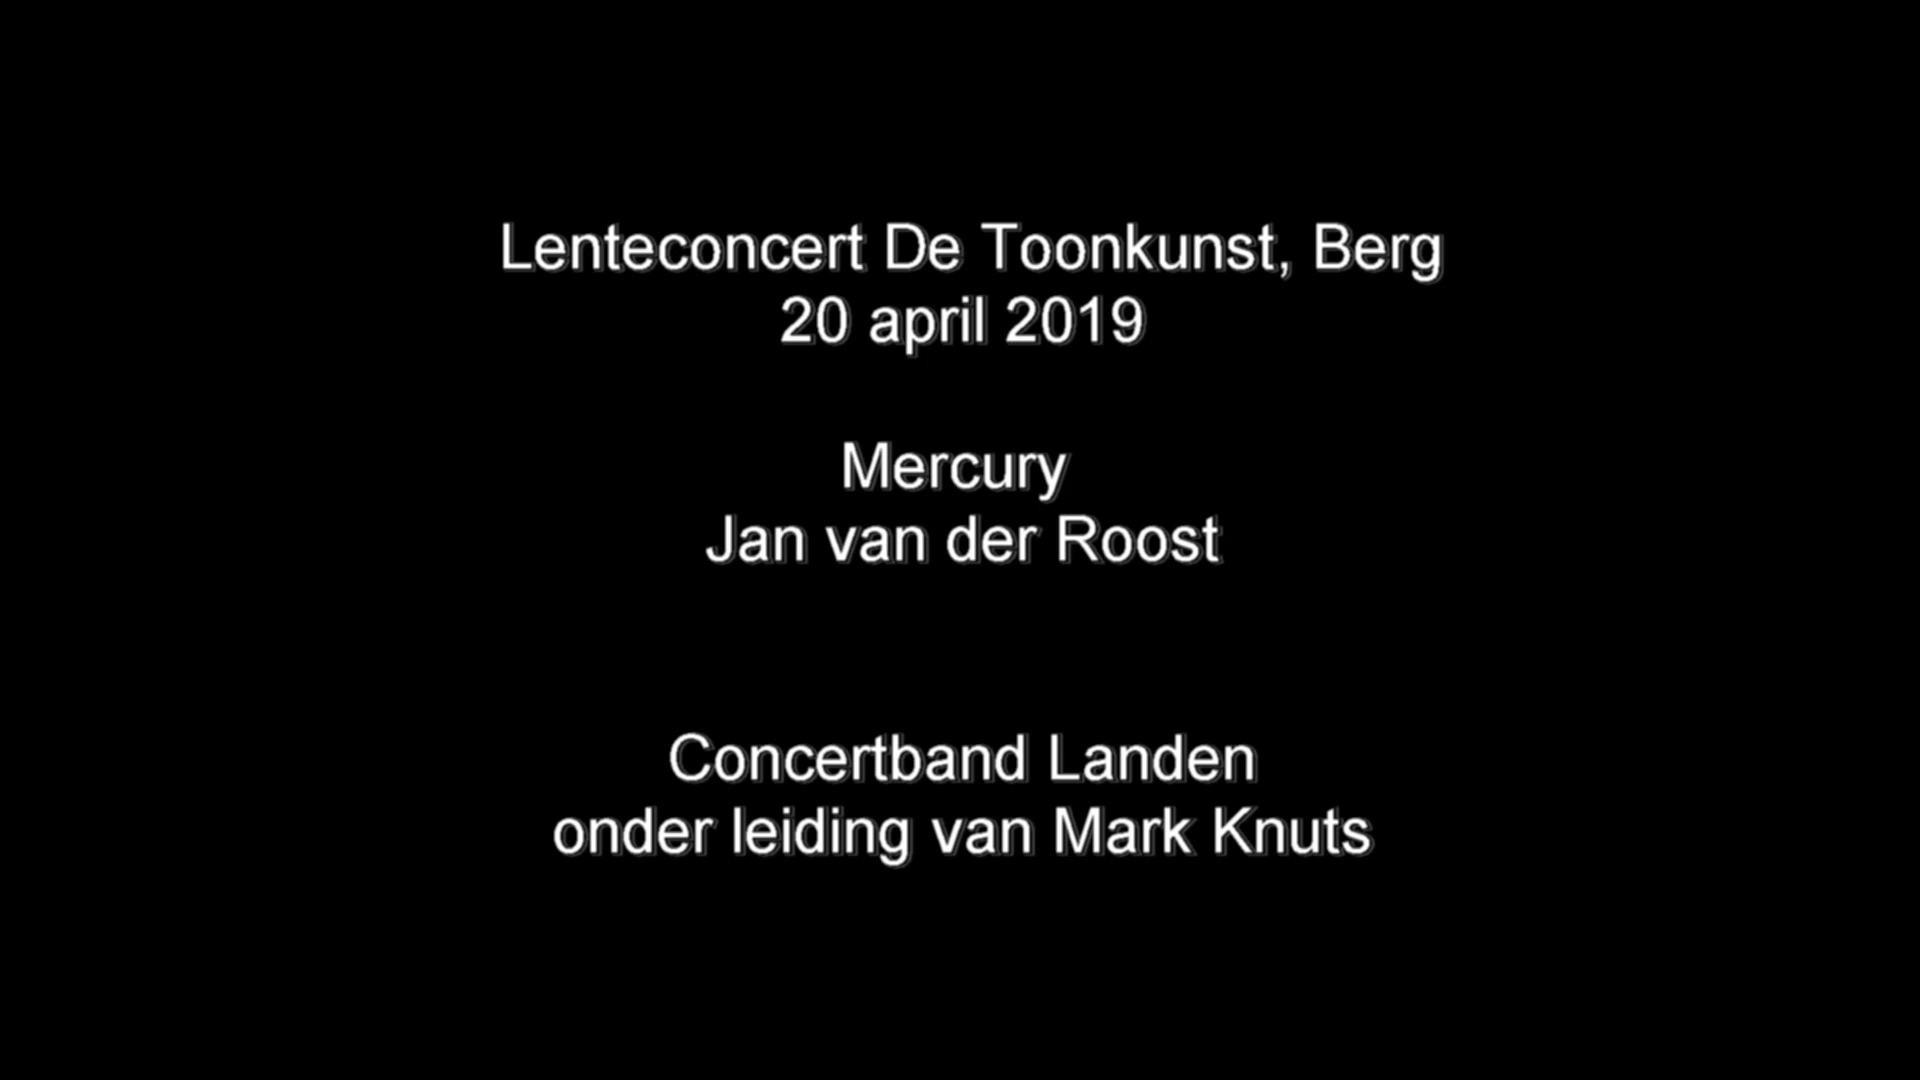 Lenteconcert De Toonkunst, Berg
20 april 2019
Mercury
Jan van der Roost
Concertband Landen
onder leiding van Mark Knuts